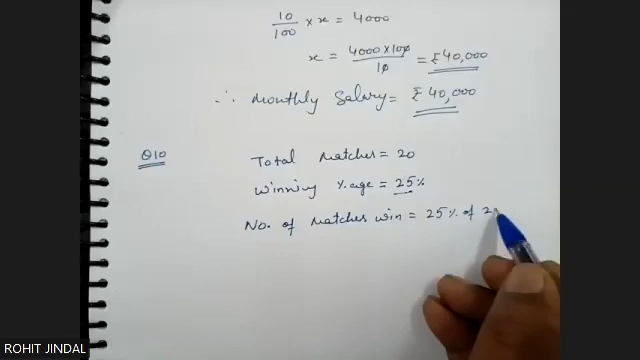 10/100 × x = 4000
x = 4000×100/10 = ₹40,000
∴ Monthly Salary = ₹40,000
Q10
Total Matches = 20
Winning %age = 25%
No. of Matches win = 25% of 2
ROHIT JINDAL